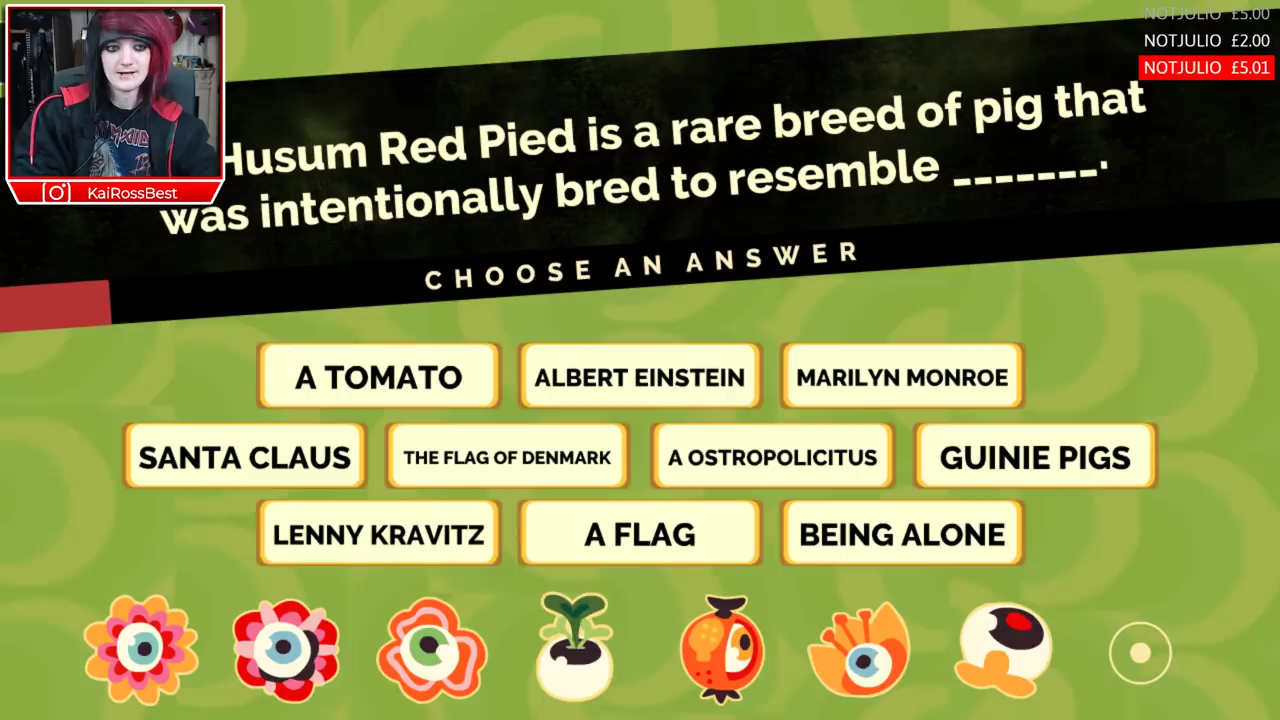 NOTJULIO £5.00
NOTJULIO £2.00
NOTJULIO £5.01
KaiRossBest
Husum Red Pied is a rare breed of pig that
was intentionally bred to resemble _______.
CHOOSE AN ANSWER
A TOMATO
ALBERT EINSTEIN
MARILYN MONROE
SANTA CLAUS
THE FLAG OF DENMARK
A OSTROPOLICITUS
GUINIE PIGS
LENNY KRAVITZ
A FLAG
BEING ALONE